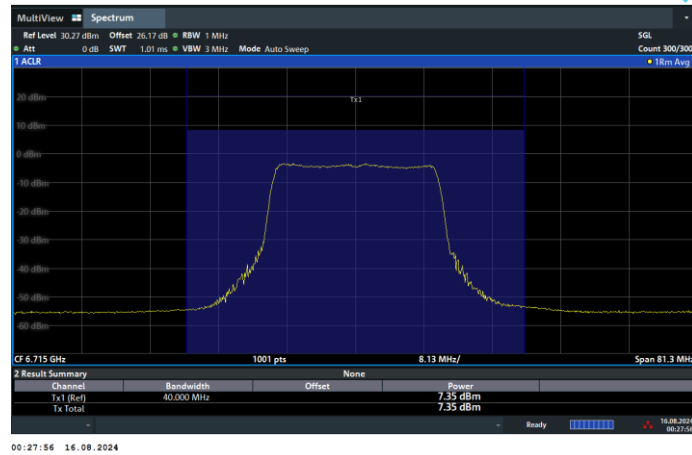 MultiView Spectrum
Ref Level 30.27 dBm Offset 26.17 dB RBW 1 MHz SGL
Att 0 dB SWT 1.01 ms VBW 3 MHz Mode Auto Sweep Count 300/300
1 ACLR 1Rm Avg
Tx1
20 dBm
10 dBm
0 dBm
-10 dBm
-20 dBm
-30 dBm
-40 dBm
-50 dBm
-60 dBm
CF 6.715 GHz 1001 pts 8.13 MHz/ Span 81.3 MHz
2 Result Summary None
Channel Bandwidth Offset Power
Tx1 (Ref) 40.000 MHz 7.35 dBm
Tx Total 7.35 dBm
Ready 16.08.2024
00:27:56
00:27:56 16.08.2024